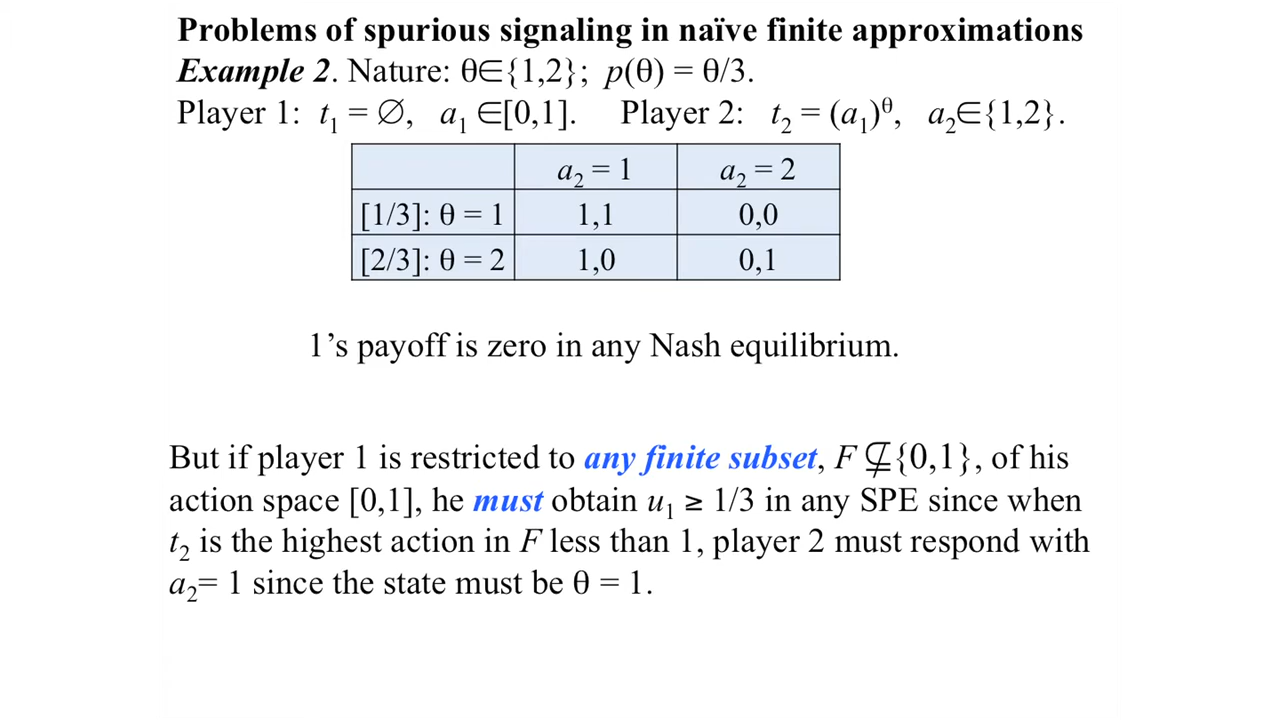 Problems of spurious signaling in naïve finite approximations
Example 2. Nature: θ∈{1,2}; p(θ) = θ/3.
Player 1: t₁ = ∅, a₁ ∈[0,1]. Player 2: t₂ = (a₁)^θ, a₂∈{1,2}.
a₂ = 1 a₂ = 2
[1/3]: θ = 1 1,1 0,0
[2/3]: θ = 2 1,0 0,1
1’s payoff is zero in any Nash equilibrium.
But if player 1 is restricted to any finite subset, F ⊈{0,1}, of his
action space [0,1], he must obtain u₁ ≥ 1/3 in any SPE since when
t₂ is the highest action in F less than 1, player 2 must respond with
a₂= 1 since the state must be θ = 1.